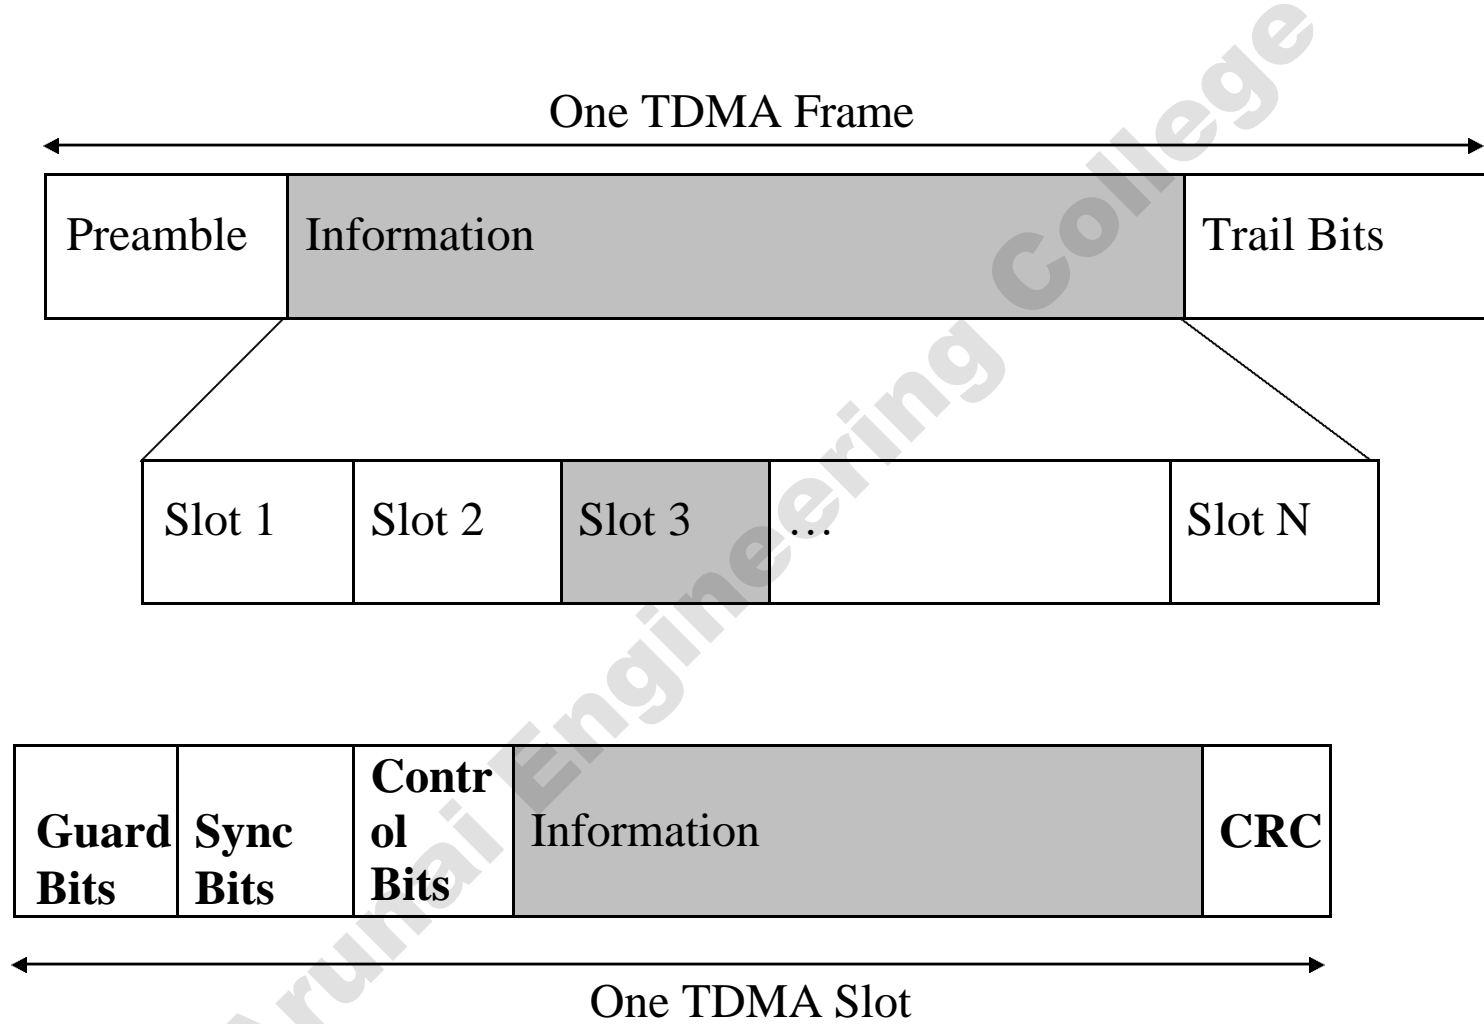 One TDMA Frame
Preamble
Information
Trail Bits
Slot 1
Slot 2
Slot 3
…
Slot N
Guard
Bits
Sync
Bits
Contr
ol
Bits
Information
CRC
One TDMA Slot
Arunai Engineering College